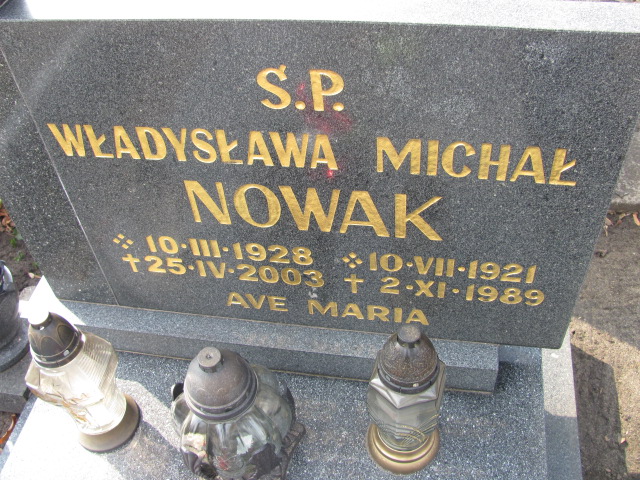 Ś.P.
WŁADYSŁAWA MICHAŁ
NOWAK
10·III·1928 10·VII·1921
✝25·IV·2003 ✝2·XI·1989
AVE MARIA